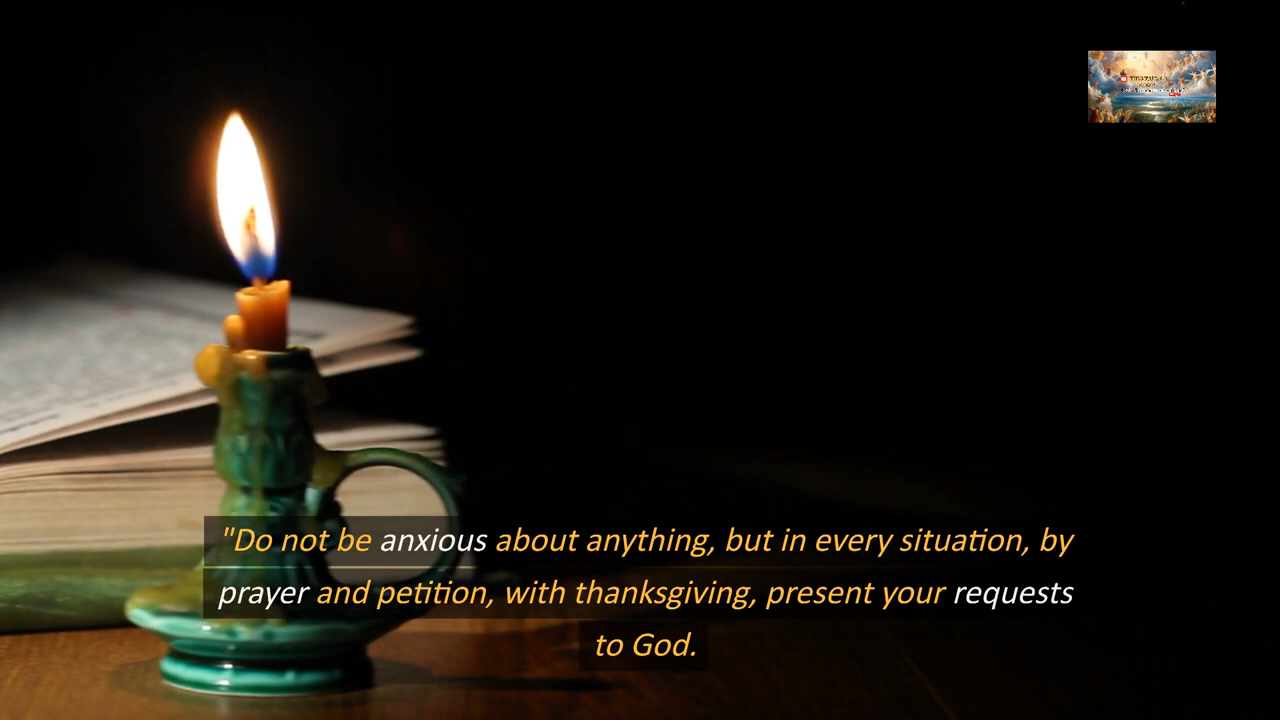 "Do not be anxious about anything, but in every situation, by
prayer and petition, with thanksgiving, present your requests
to God.